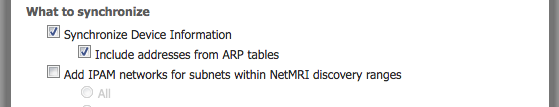 What to synchronize
Synchronize Device Information
Include addresses from ARP tables
Add IPAM networks for subnets within NetMRI discovery ranges
All